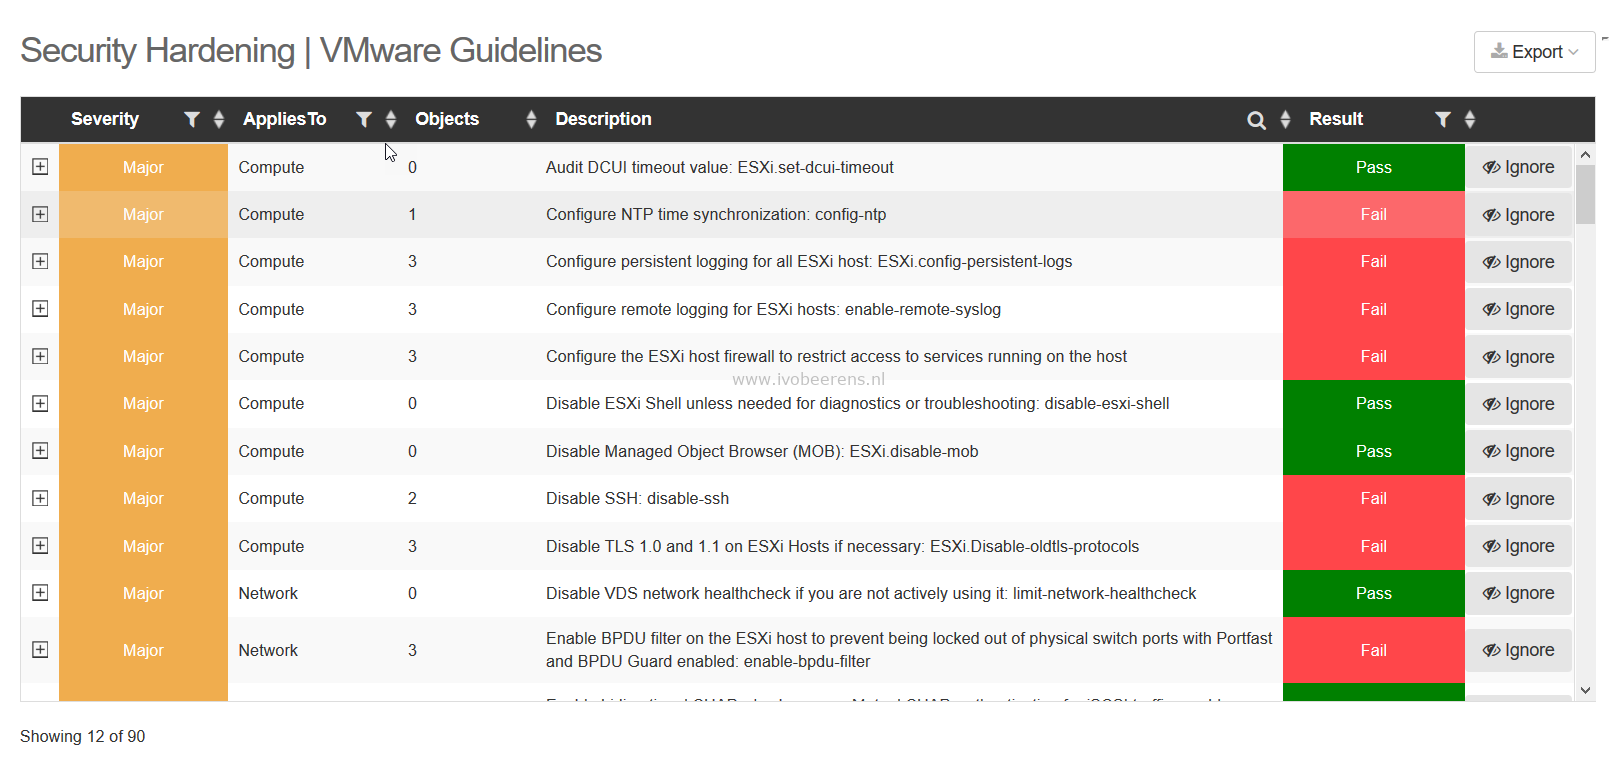 Security Hardening | VMware Guidelines
Export
Severity AppliesTo Objects Description Result
Major Compute 0 Audit DCUI timeout value: ESXi.set-dcui-timeout Pass Ignore
Major Compute 1 Configure NTP time synchronization: config-ntp Fail Ignore
Major Compute 3 Configure persistent logging for all ESXi host: ESXi.config-persistent-logs Fail Ignore
Major Compute 3 Configure remote logging for ESXi hosts: enable-remote-syslog Fail Ignore
Major Compute 3 Configure the ESXi host firewall to restrict access to services running on the host Fail Ignore
www.ivobeerens.nl
Major Compute 0 Disable ESXi Shell unless needed for diagnostics or troubleshooting: disable-esxi-shell Pass Ignore
Major Compute 0 Disable Managed Object Browser (MOB): ESXi.disable-mob Pass Ignore
Major Compute 2 Disable SSH: disable-ssh Fail Ignore
Major Compute 3 Disable TLS 1.0 and 1.1 on ESXi Hosts if necessary: ESXi.Disable-oldtls-protocols Fail Ignore
Major Network 0 Disable VDS network healthcheck if you are not actively using it: limit-network-healthcheck Pass Ignore
Major Network 3 Enable BPDU filter on the ESXi host to prevent being locked out of physical switch ports with Portfast Fail Ignore
and BPDU Guard enabled: enable-bpdu-filter
Showing 12 of 90